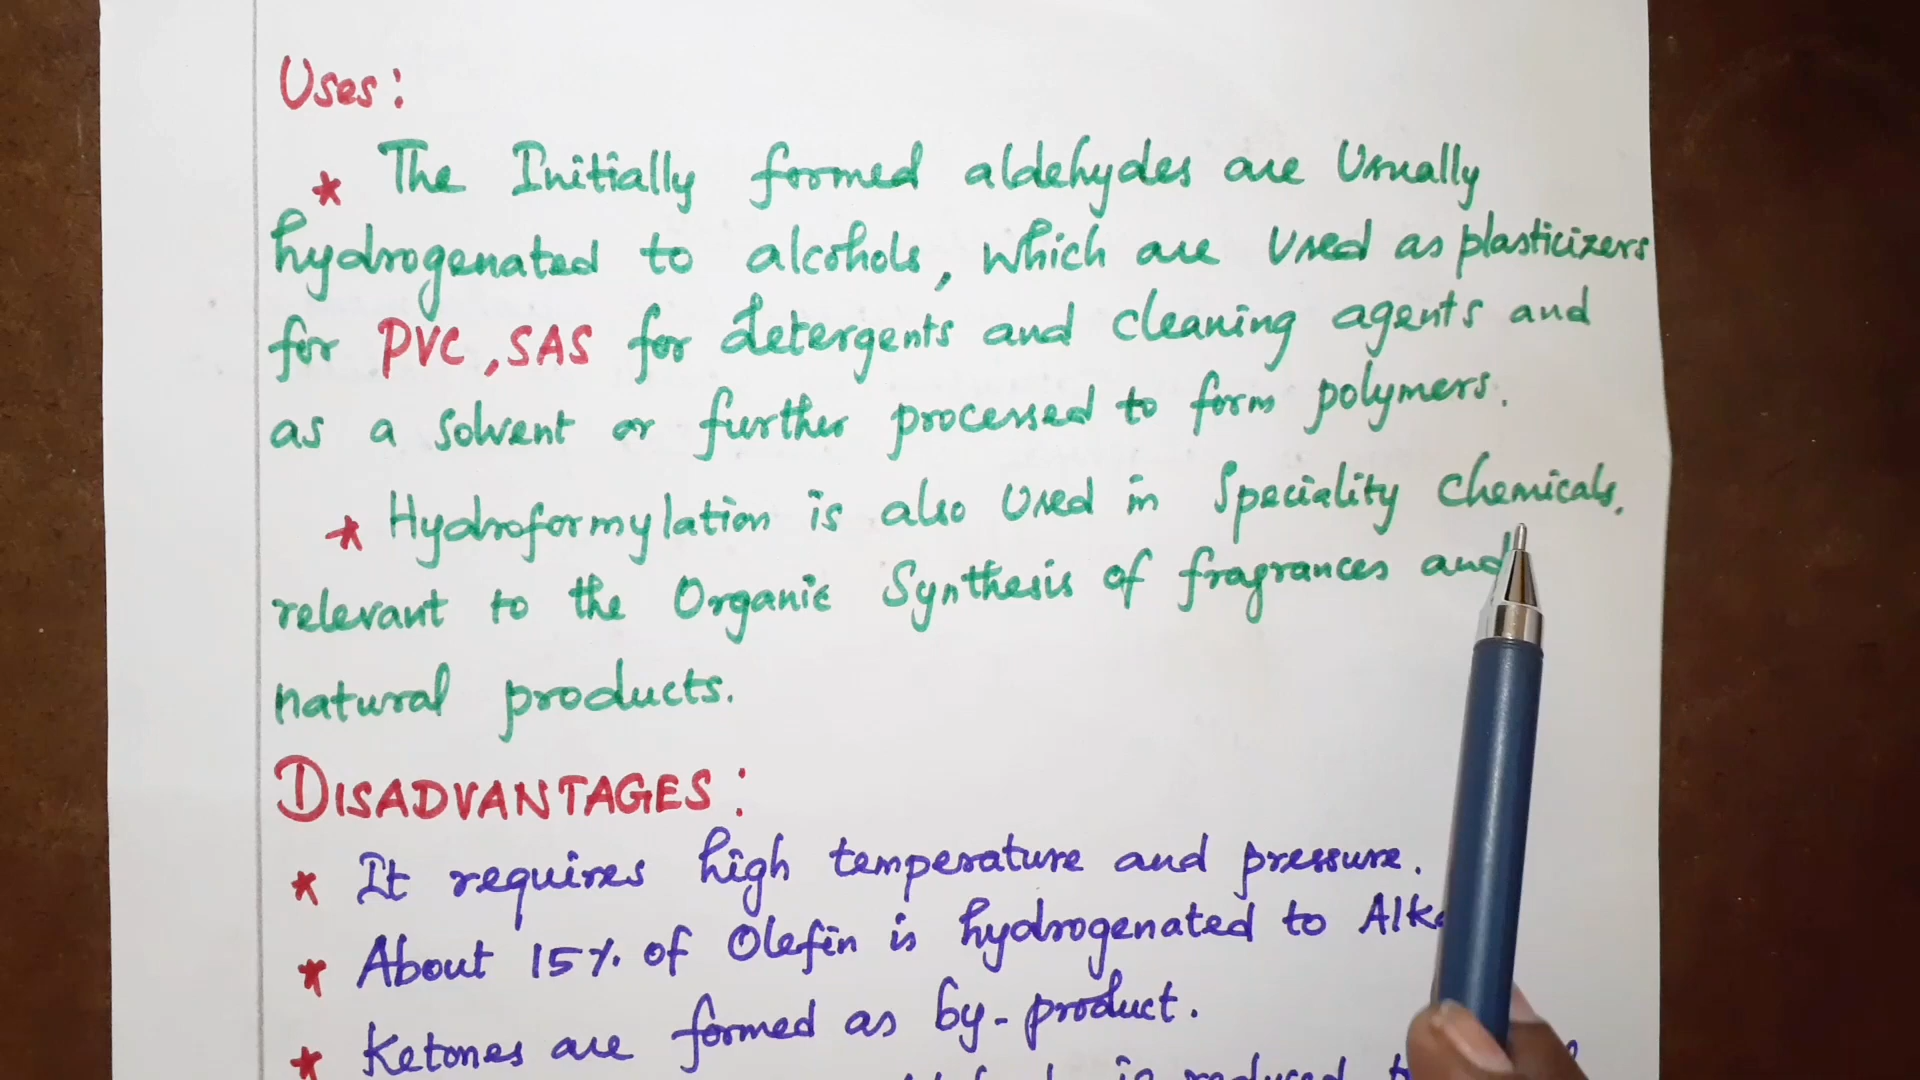 Uses:
* The Initially formed aldehydes are Usually
hydrogenated to alcohols, which are Used as plasticizers
for PVC, SAS for detergents and cleaning agents and
as a solvent or further processed to form polymers.
* Hydroformylation is also Used in Speciality chemicals,
relevant to the Organic Synthesis of fragrances and
natural products.
DISADVANTAGES:
* It requires high temperature and pressure.
* About 15% of Olefin is hydrogenated to
* Ketones are formed as by-product.
is reduced